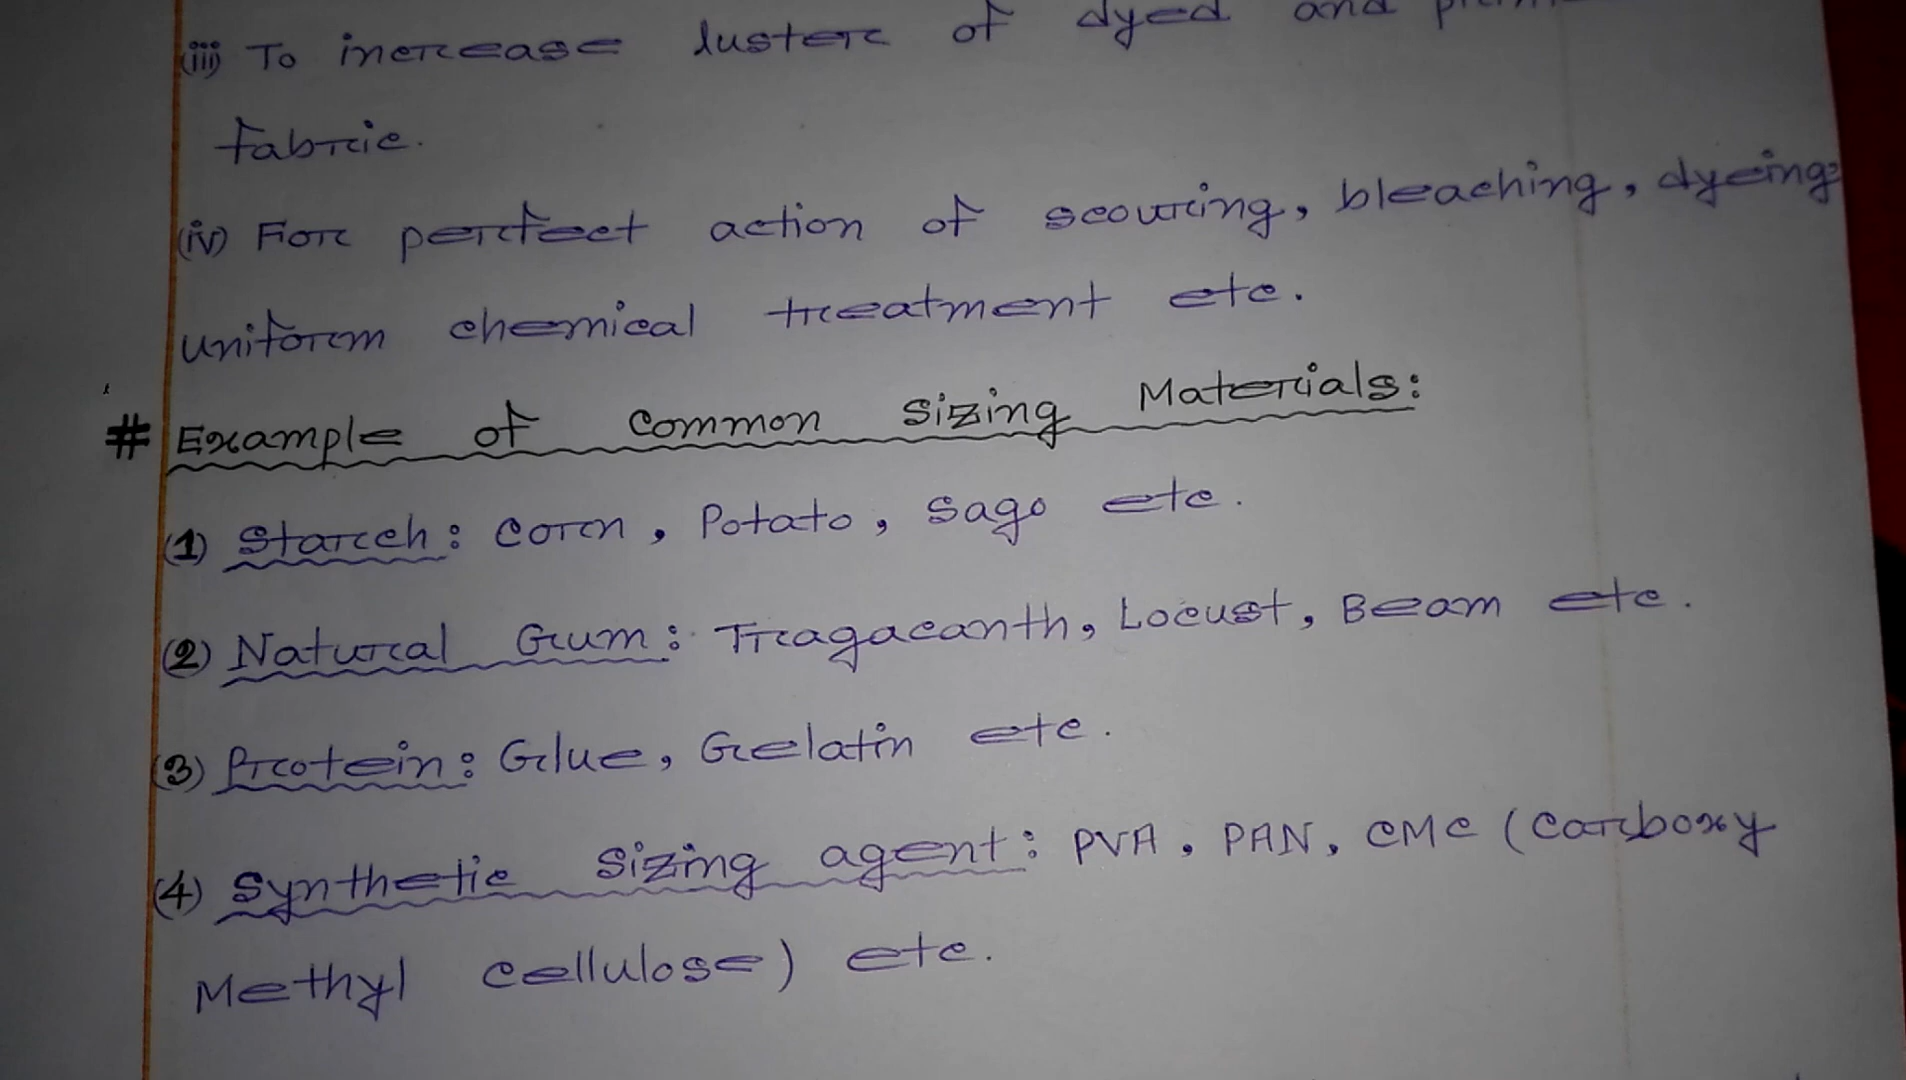 (iii) To increase luster of dyed and
fabric.
(iv) For perfect action of scouring, bleaching, dyeing,
uniform chemical treatment etc.
# Example of Common Sizing Materials:
(1) Starch: Corn, Potato, Sago etc.
(2) Natural Gum: Tragacanth, Locust, Beam etc.
(3) Protein: Glue, Gelatin etc.
(4) Synthetic Sizing agent: PVA, PAN, CMC (Carboxy
Methyl Cellulose) etc.